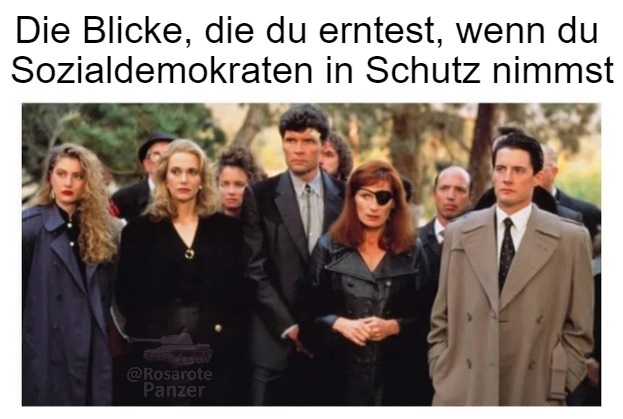 Die Blicke, die du erntest, wenn du
Sozialdemokraten in Schutz nimmst
@Rosarote
Panzer